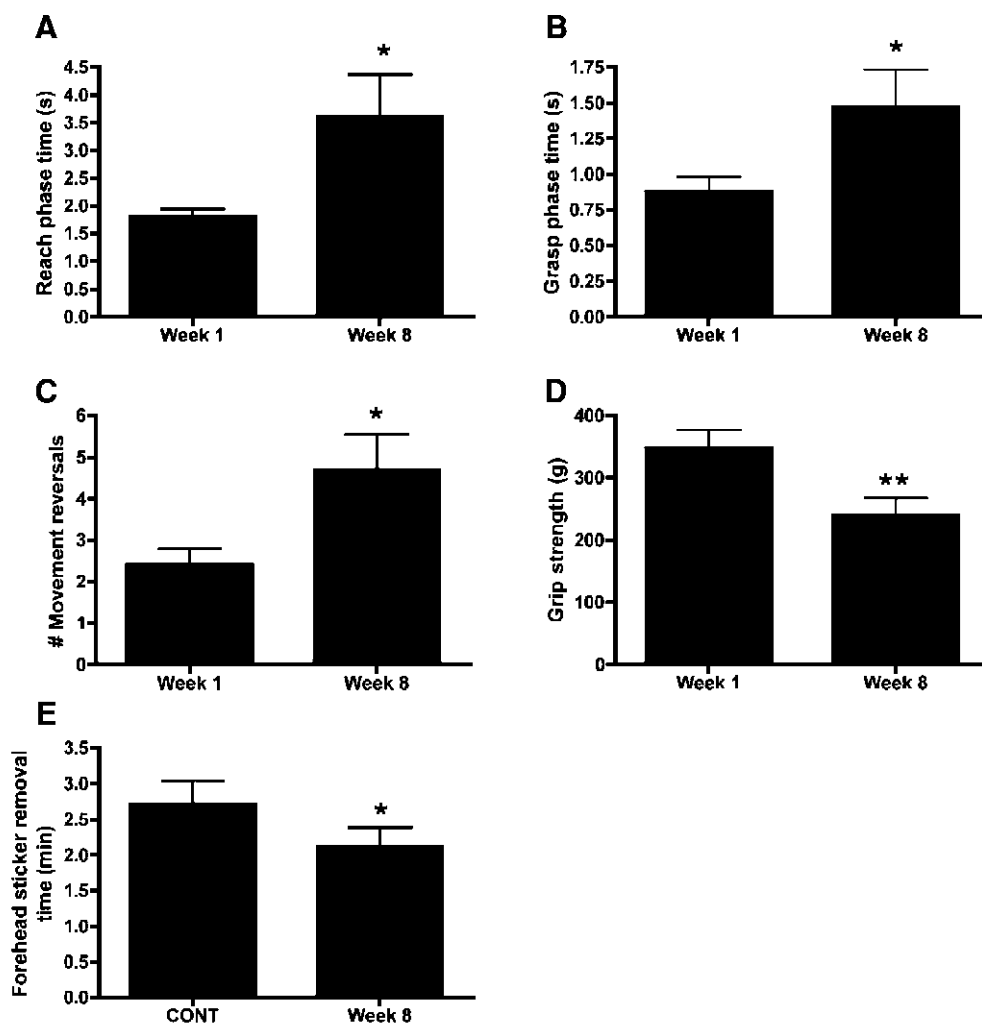 A
Reach phase time (s)
4.5
4.0
3.5
3.0
2.5
2.0
1.5
1.0
0.5
0.0
*
Week 1
Week 8
B
Grasp phase time (s)
1.75
1.50
1.25
1.00
0.75
0.50
0.25
0.00
*
Week 1
Week 8
C
# Movement reversals
6
5
4
3
2
1
0
*
Week 1
Week 8
D
Grip strength (g)
400
300
200
100
0
**
Week 1
Week 8
E
Forehead sticker removal
time (min)
3.5
3.0
2.5
2.0
1.5
1.0
0.5
0.0
*
CONT
Week 8